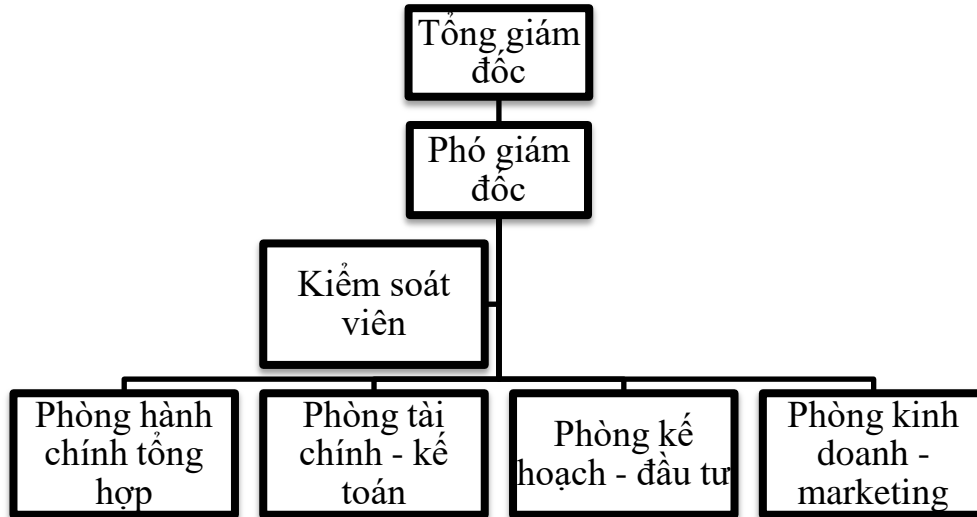 Tổng giám
đốc
Phó giám
đốc
Kiểm soát
viên
Phòng hành
chính tổng
hợp
Phòng tài
chính - kế
toán
Phòng kế
hoạch - đầu tư
Phòng kinh
doanh -
marketing